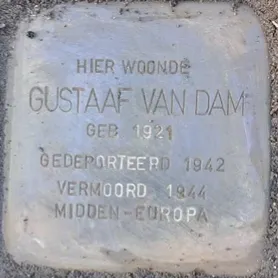 HIER WOONDE
GUSTAAF VAN DAM
GEB 1921
GEDEPORTEERD 1942
VERMOORD 1944
MIDDEN-EUROPA